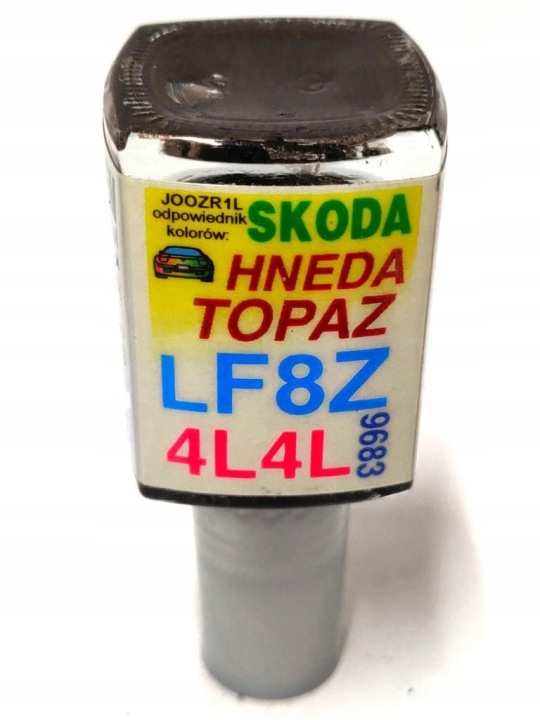 JOOZR1L
odpowiednik
kolorów:
SKODA
HNEDA
TOPAZ
LF8Z
4L4L
9683